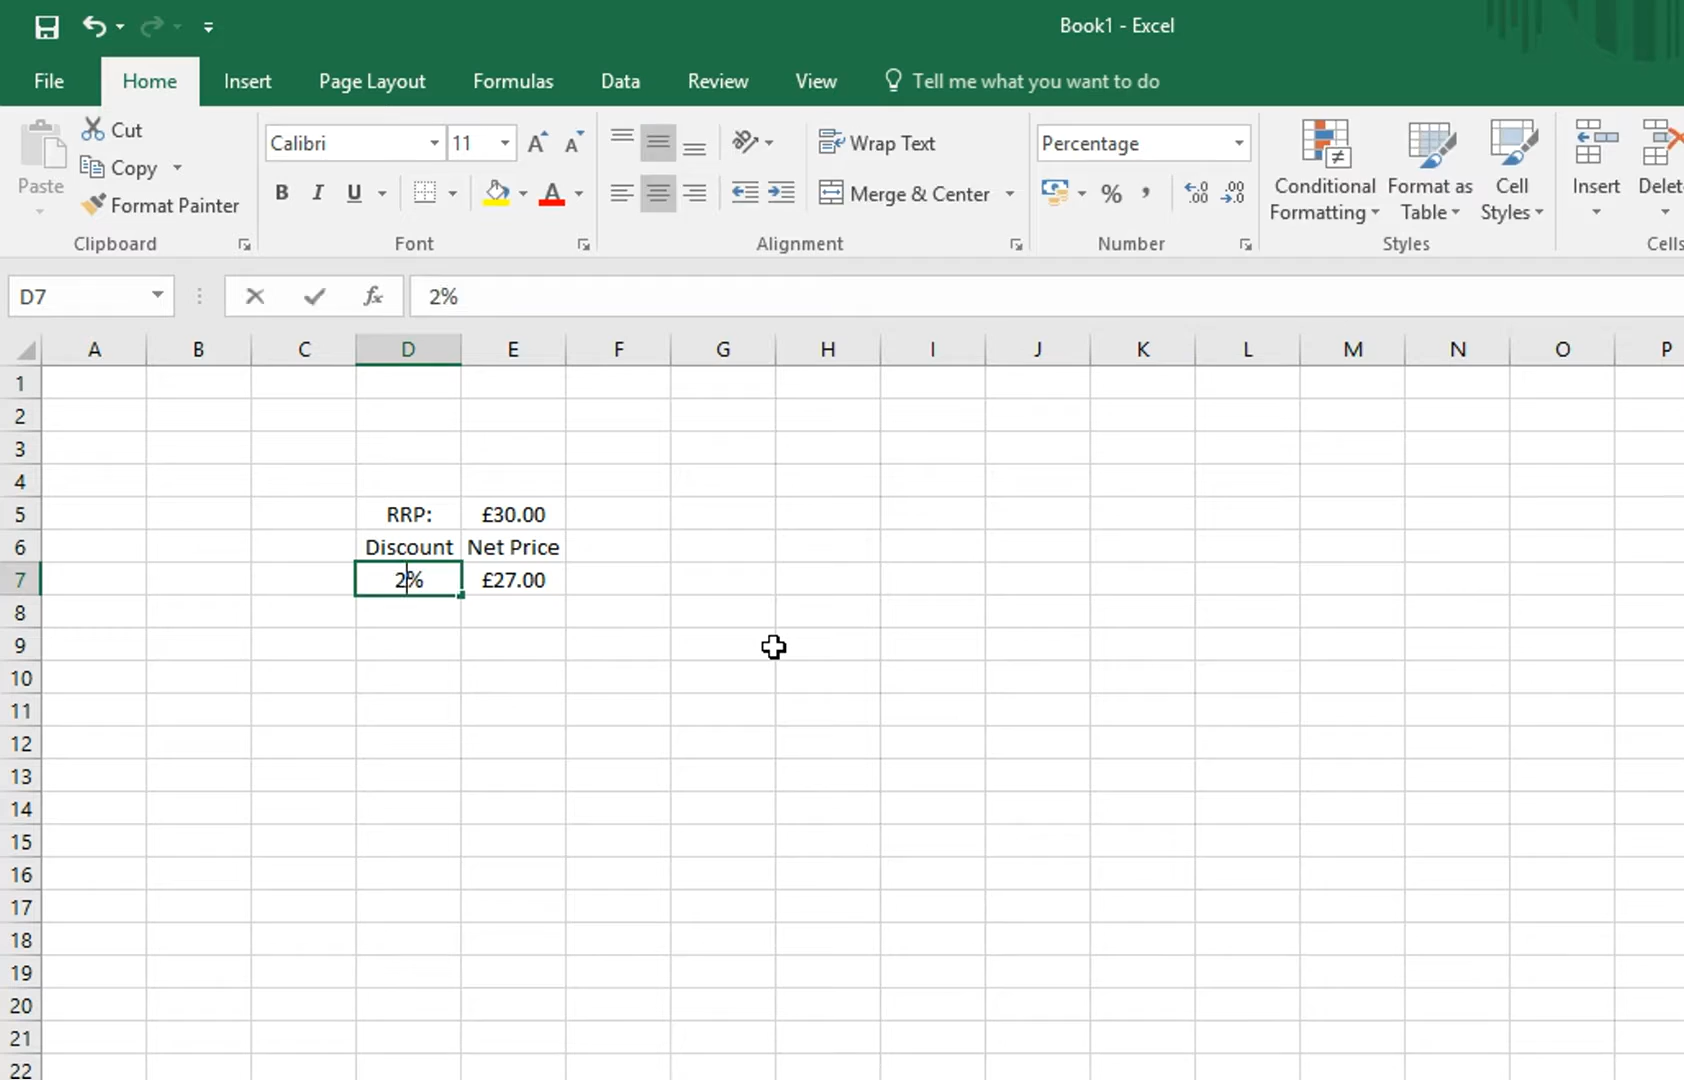 Book1 - Excel
File Home Insert Page Layout Formulas Data Review View Tell me what you want to do
Paste
Cut
Copy
Format Painter
Clipboard
Calibri 11
B I U
Font
Wrap Text
Merge & Center
Alignment
Percentage
%
Number
Conditional Formatting
Format as Table
Cell Styles
Styles
Insert
Delet
Cells
D7 fx 2%
A B C D E F G H I J K L M N O P
1
2
3
4
5 RRP: £30.00
6 Discount Net Price
7 2% £27.00
8
9
10
11
12
13
14
15
16
17
18
19
20
21
22